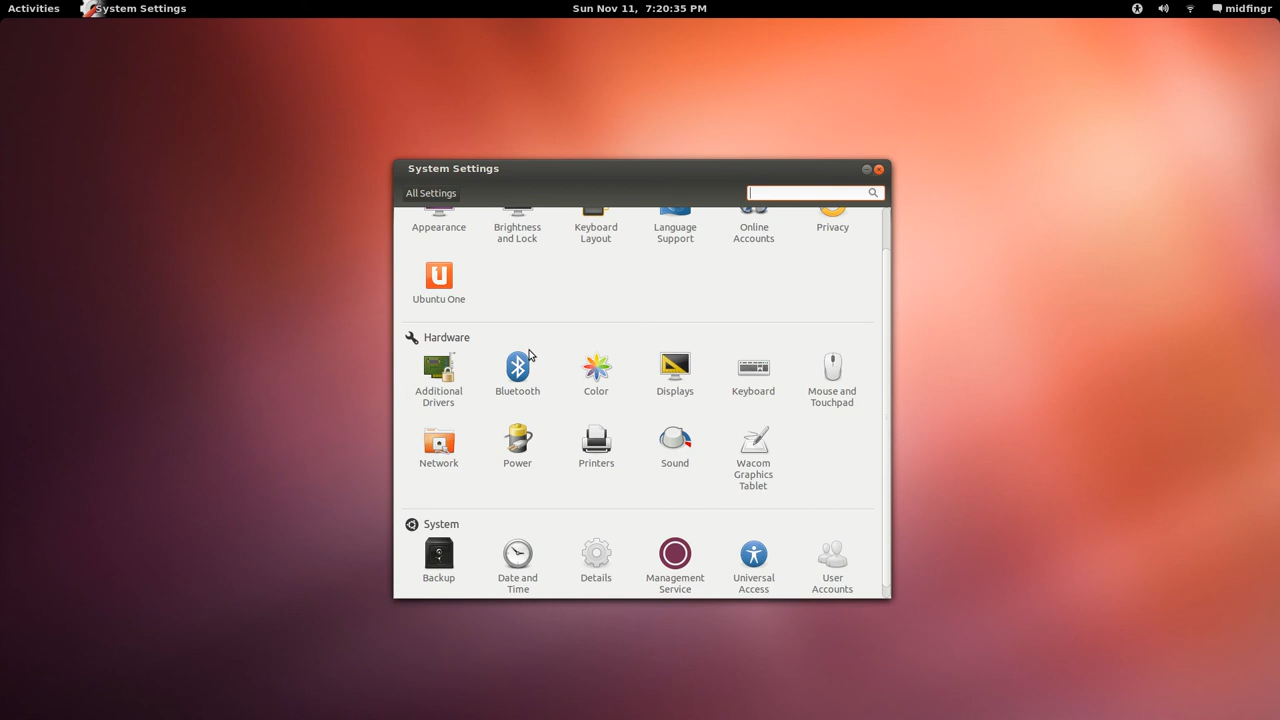 Activities System Settings Sun Nov 11, 7:20:35 PM midfingr
System Settings
All Settings
Appearance
Brightness
and Lock
Keyboard
Layout
Language
Support
Online
Accounts
Privacy
Ubuntu One
Hardware
Additional
Drivers
Bluetooth
Color
Displays
Keyboard
Mouse and
Touchpad
Network
Power
Printers
Sound
Wacom
Graphics
Tablet
System
Backup
Date and
Time
Details
Management
Service
Universal
Access
User
Accounts